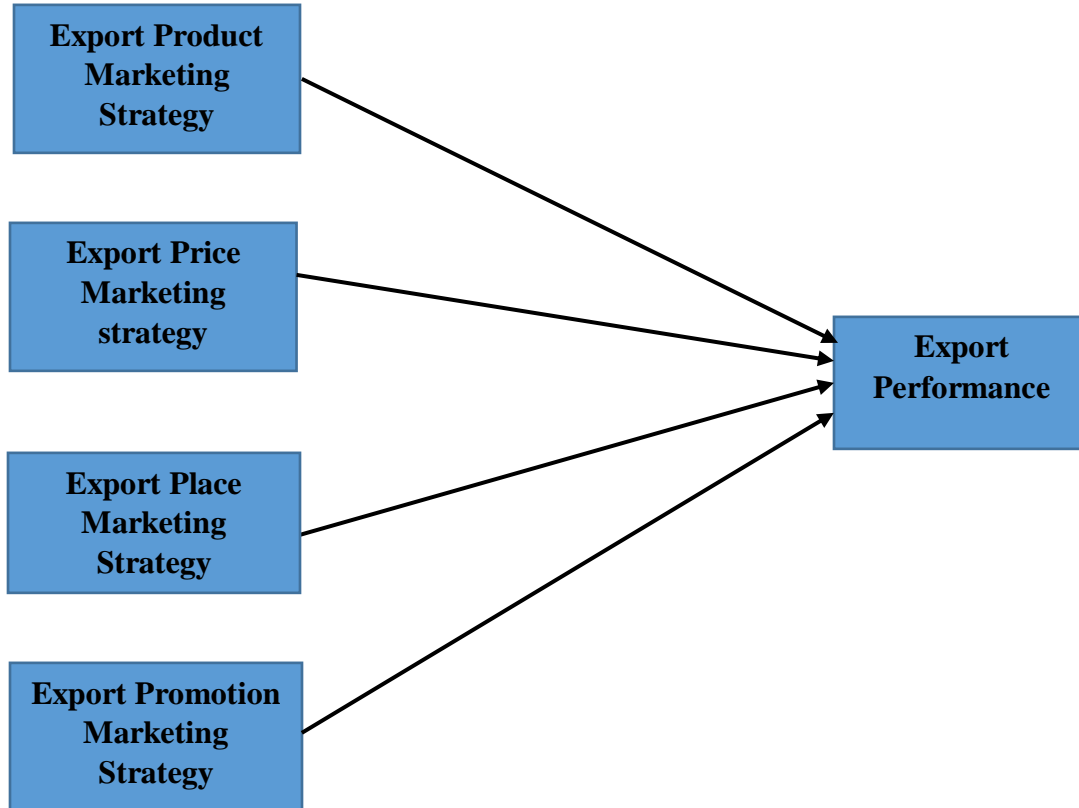 Export Product
Marketing
Strategy
Export Price
Marketing
strategy
Export Place
Marketing
Strategy
Export Promotion
Marketing
Strategy
Export
Performance